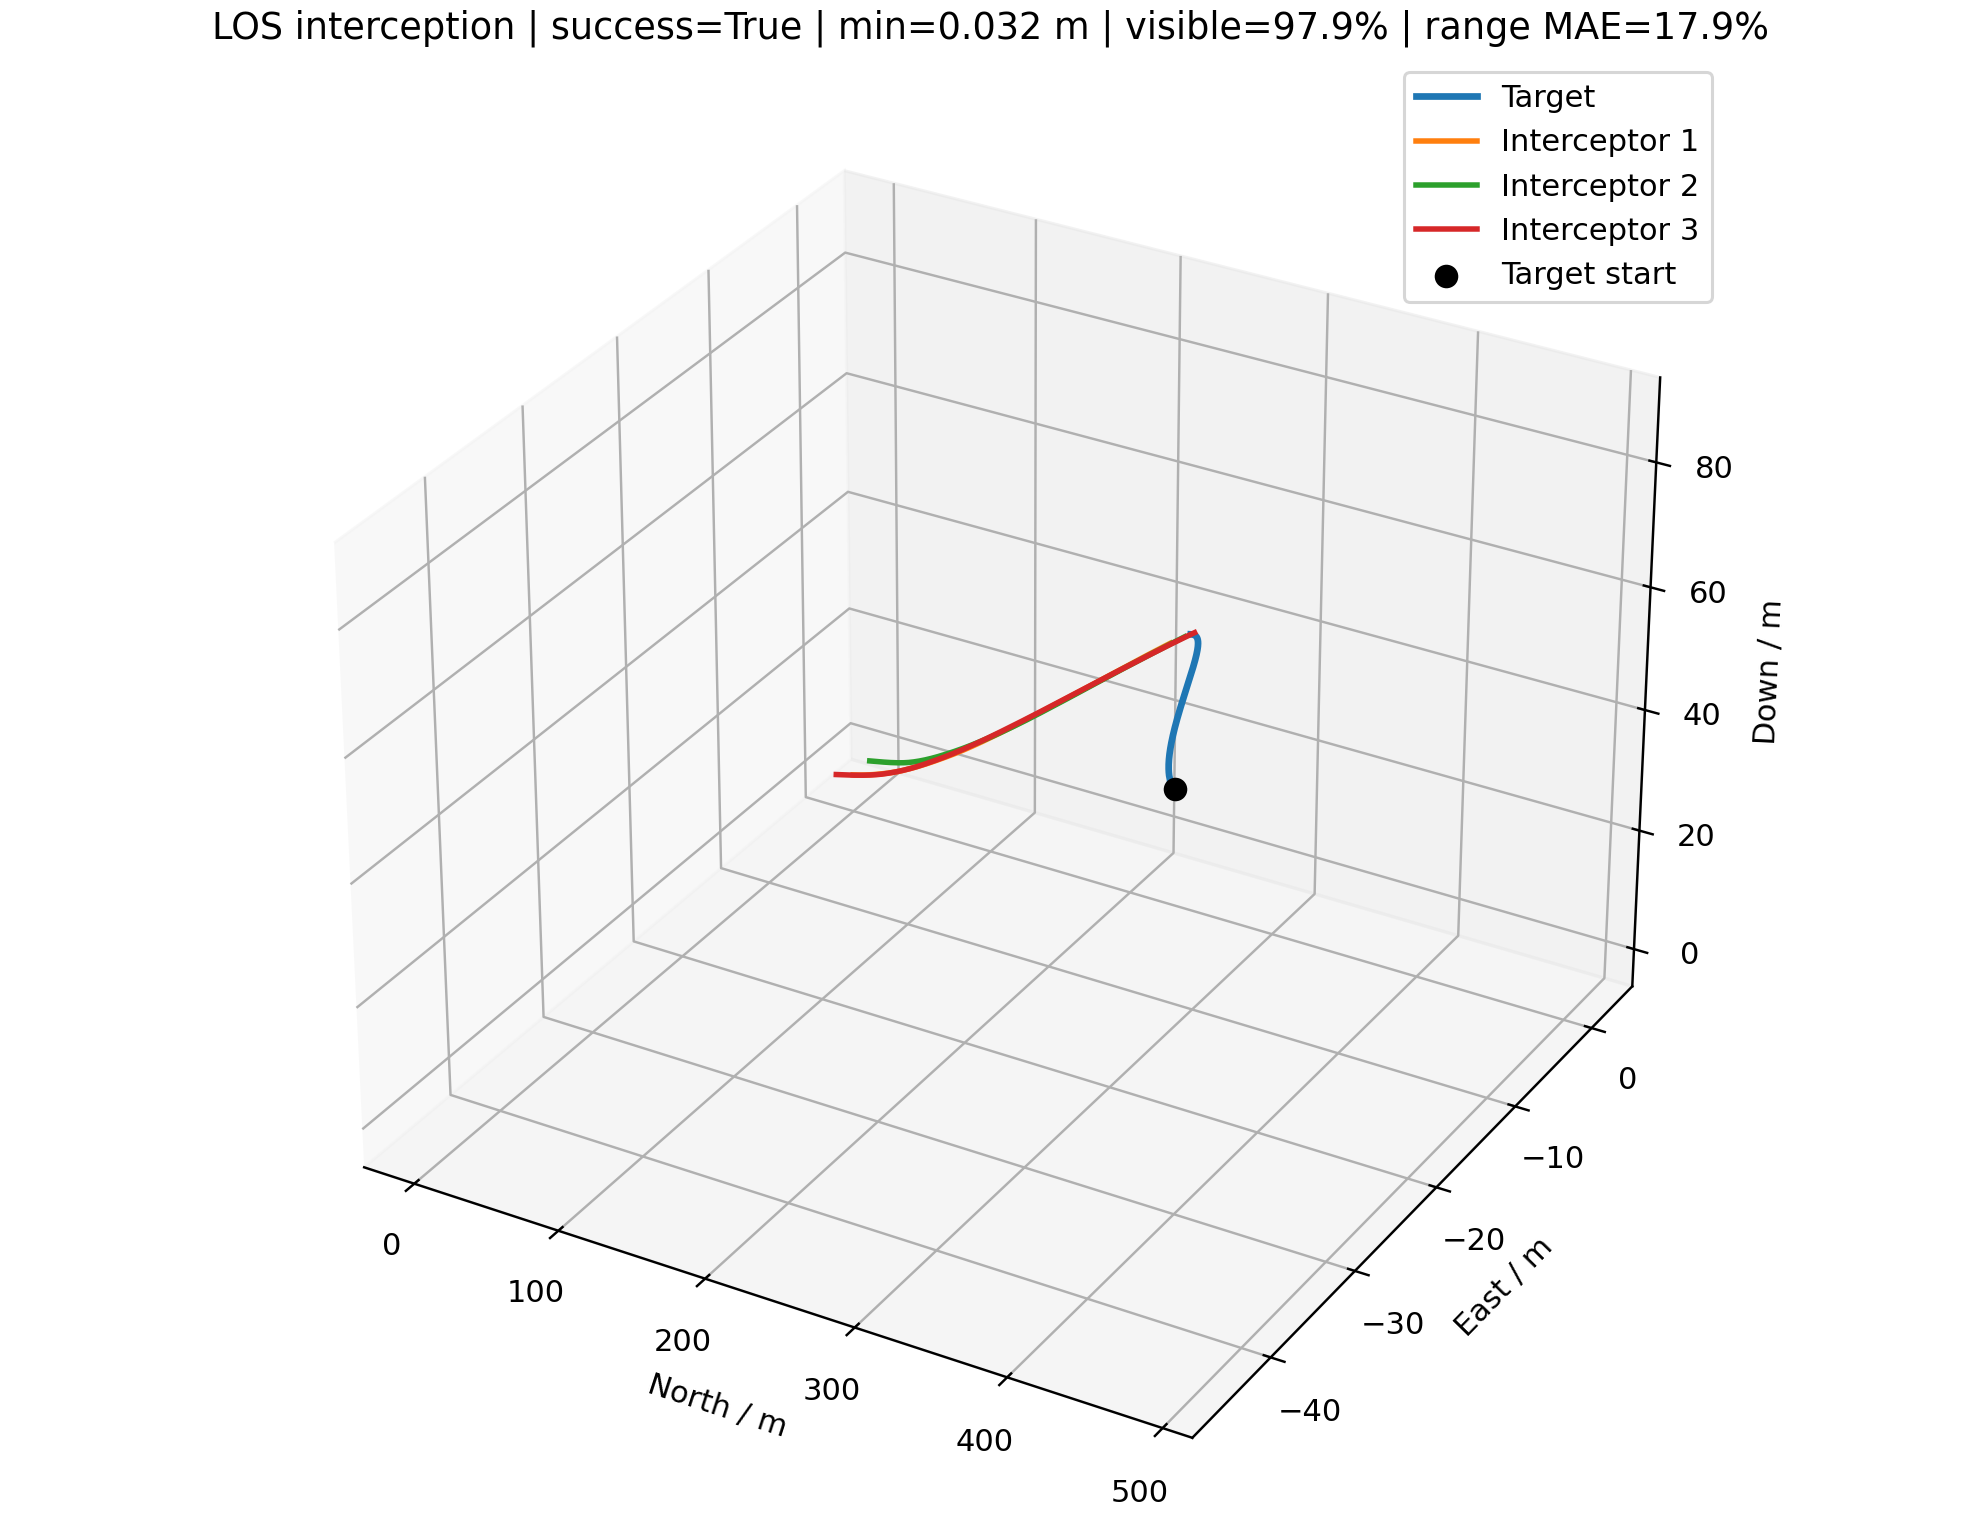 LOS interception | success=True | min=0.032 m | visible=97.9% | range MAE=17.9%
Target
Interceptor 1
Interceptor 2
Interceptor 3
Target start
80
60
40
20
0
Down / m
0
−10
−20
−30
−40
East / m
0
100
200
300
400
500
North / m